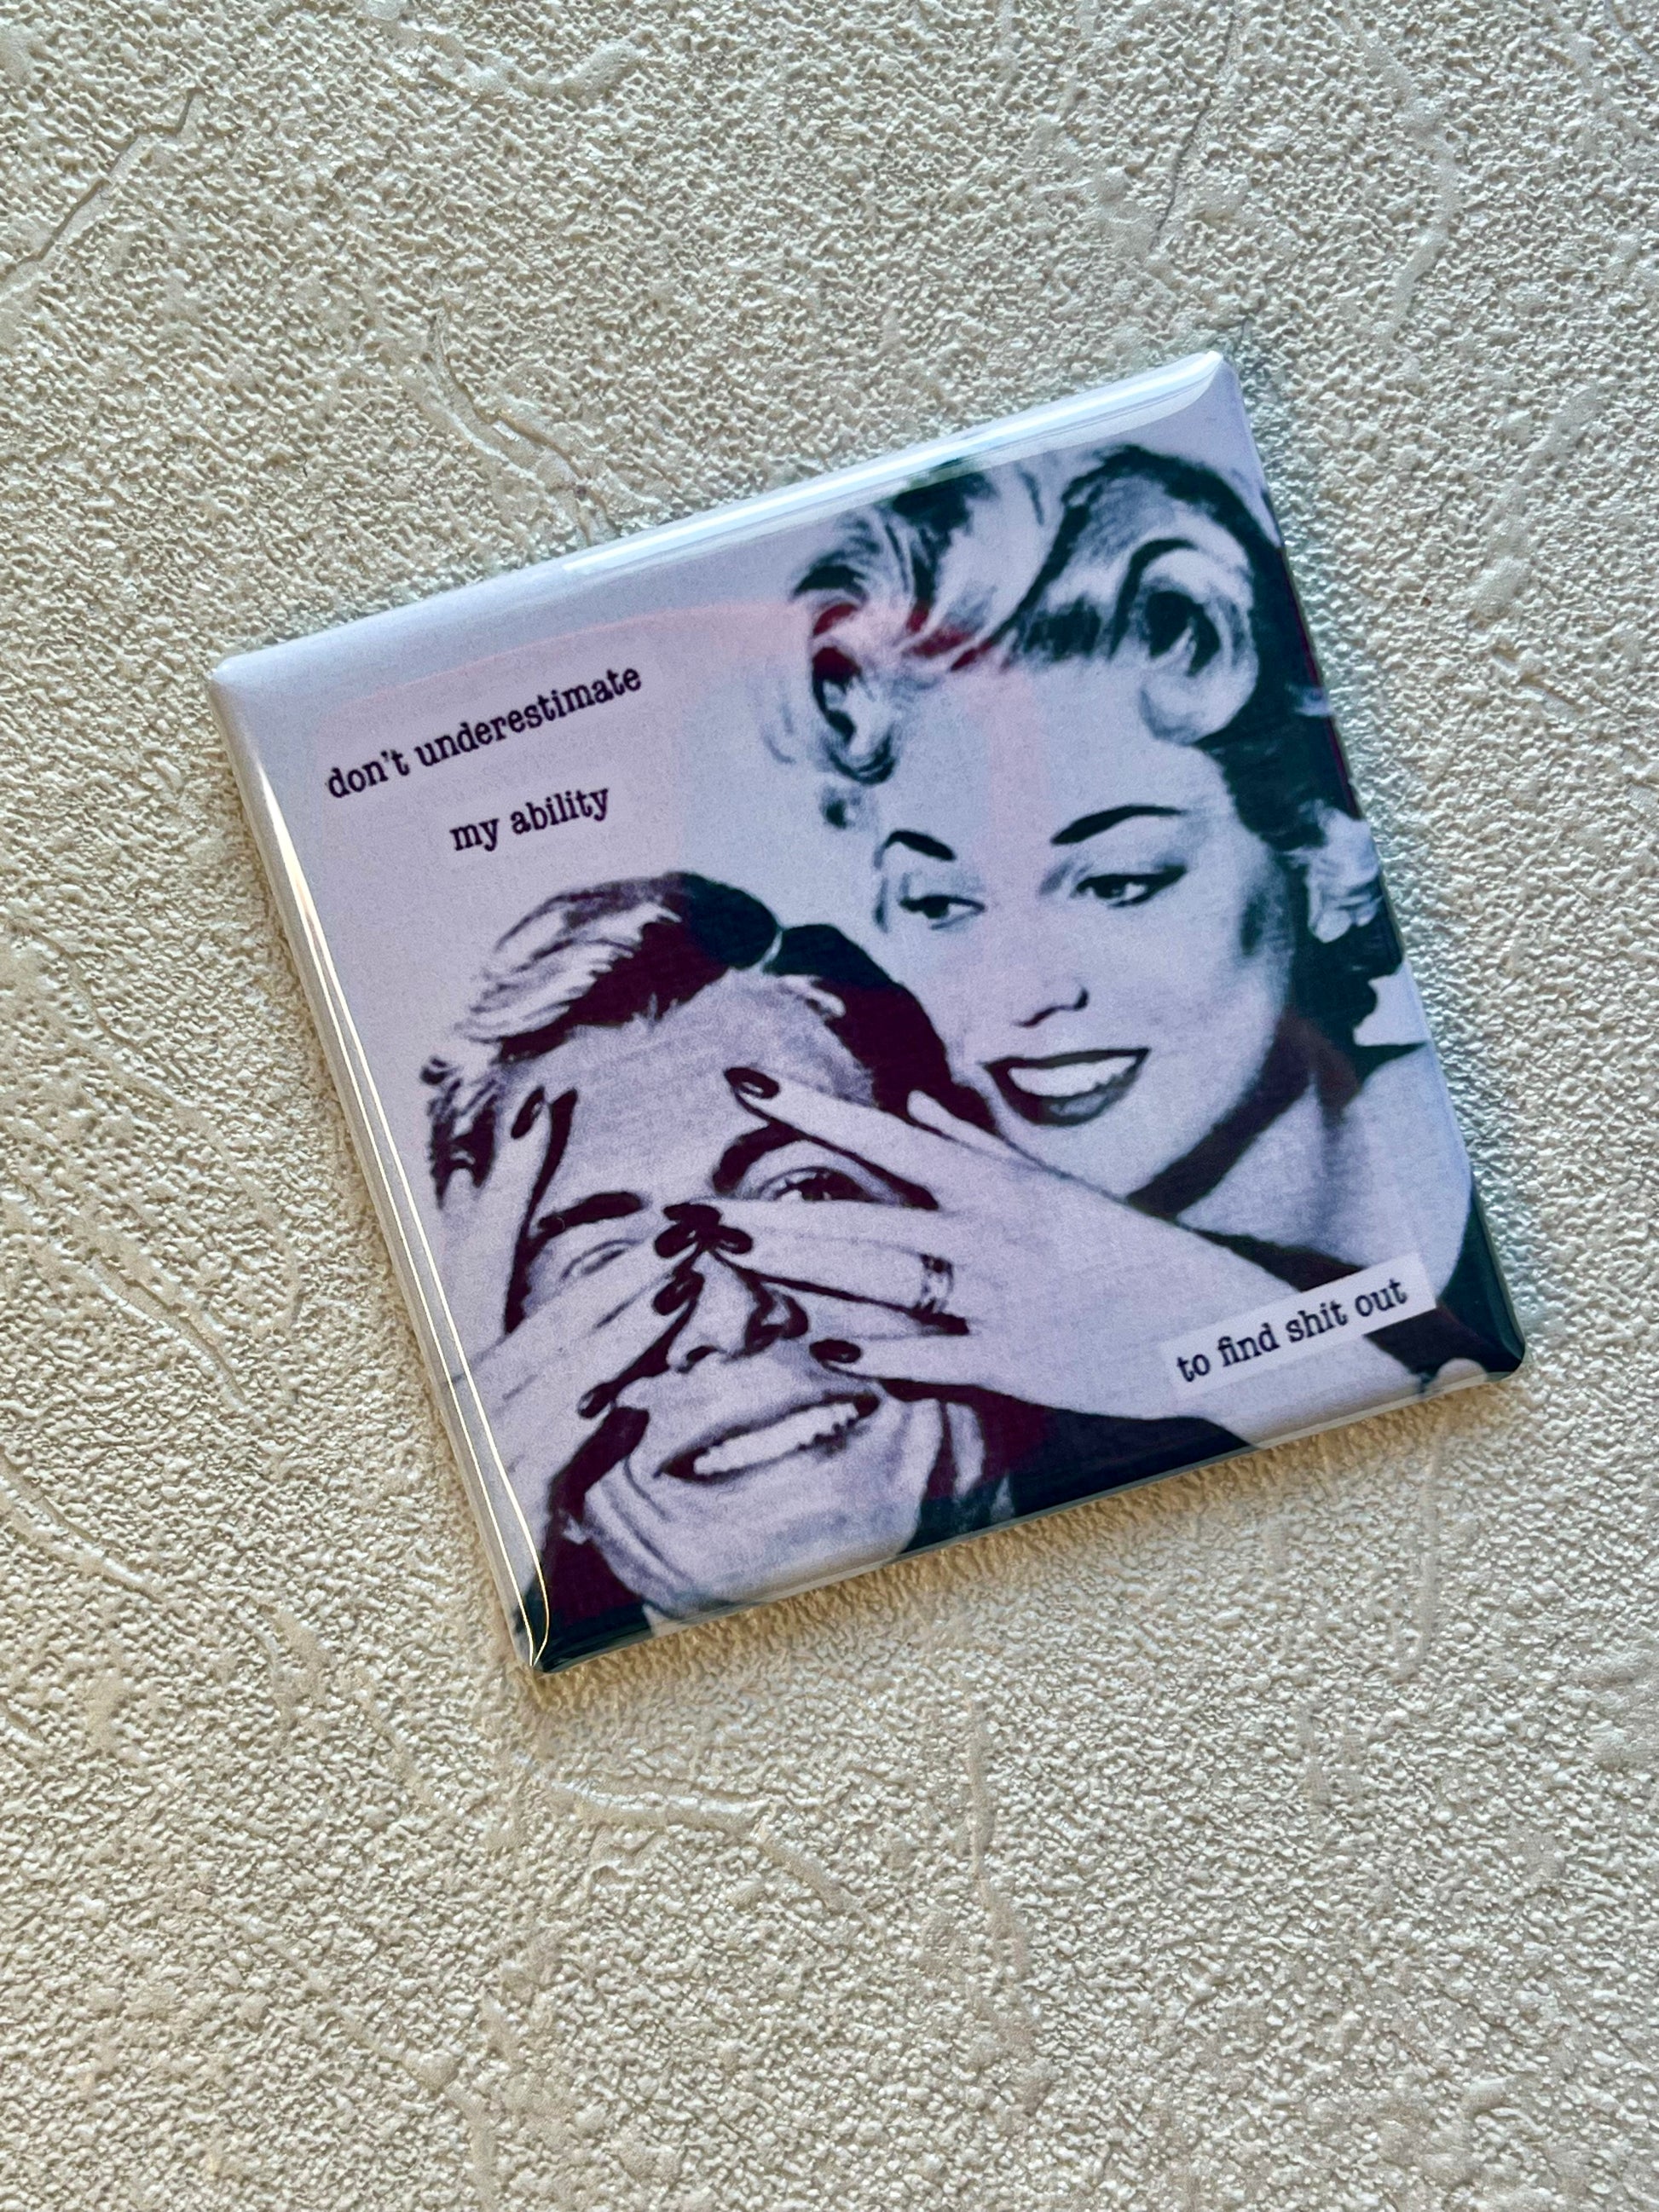 don't underestimate
my ability
to find shit out